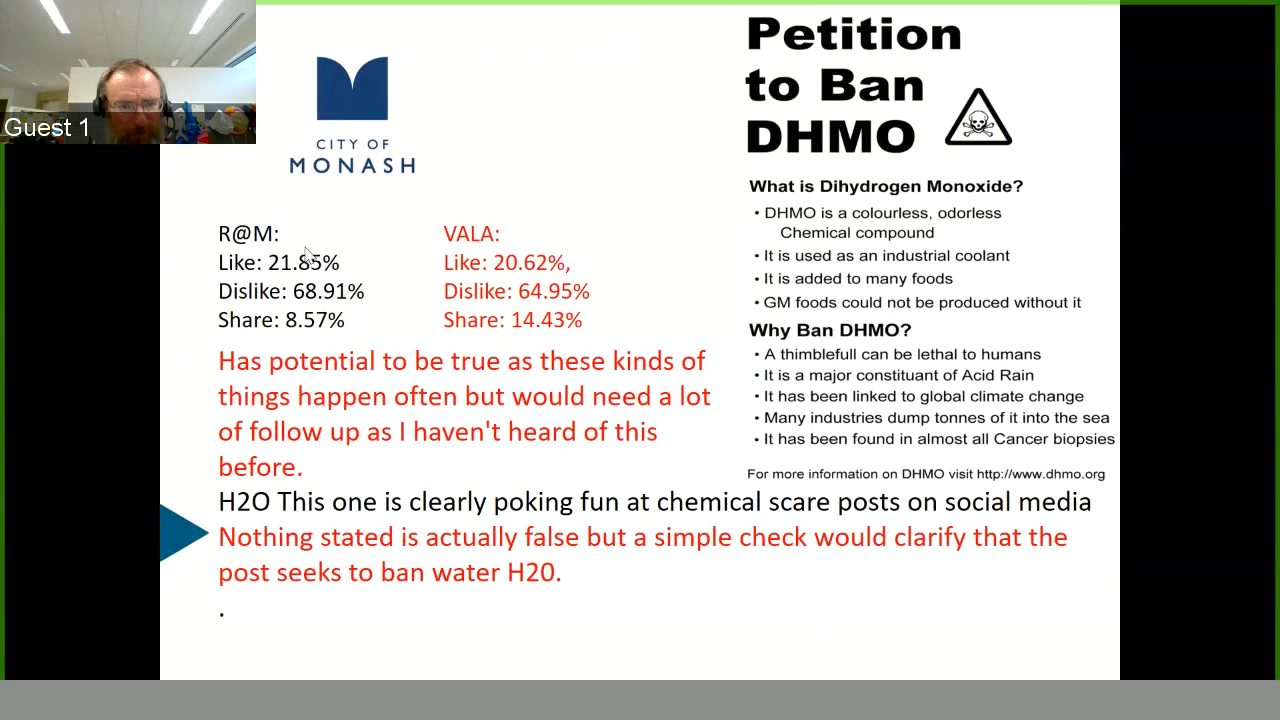 Guest 1
CITY OF
MONASH
R@M:
Like: 21.85%
Dislike: 68.91%
Share: 8.57%
VALA:
Like: 20.62%,
Dislike: 64.95%
Share: 14.43%
Has potential to be true as these kinds of
things happen often but would need a lot
of follow up as I haven't heard of this
before.
H2O This one is clearly poking fun at chemical scare posts on social media
Nothing stated is actually false but a simple check would clarify that the
post seeks to ban water H20.
.
Petition
to Ban
DHMO
What is Dihydrogen Monoxide?
• DHMO is a colourless, odorless
Chemical compound
• It is used as an industrial coolant
• It is added to many foods
• GM foods could not be produced without it
Why Ban DHMO?
• A thimblefull can be lethal to humans
• It is a major constituant of Acid Rain
• It has been linked to global climate change
• Many industries dump tonnes of it into the sea
• It has been found in almost all Cancer biopsies
For more information on DHMO visit http://www.dhmo.org